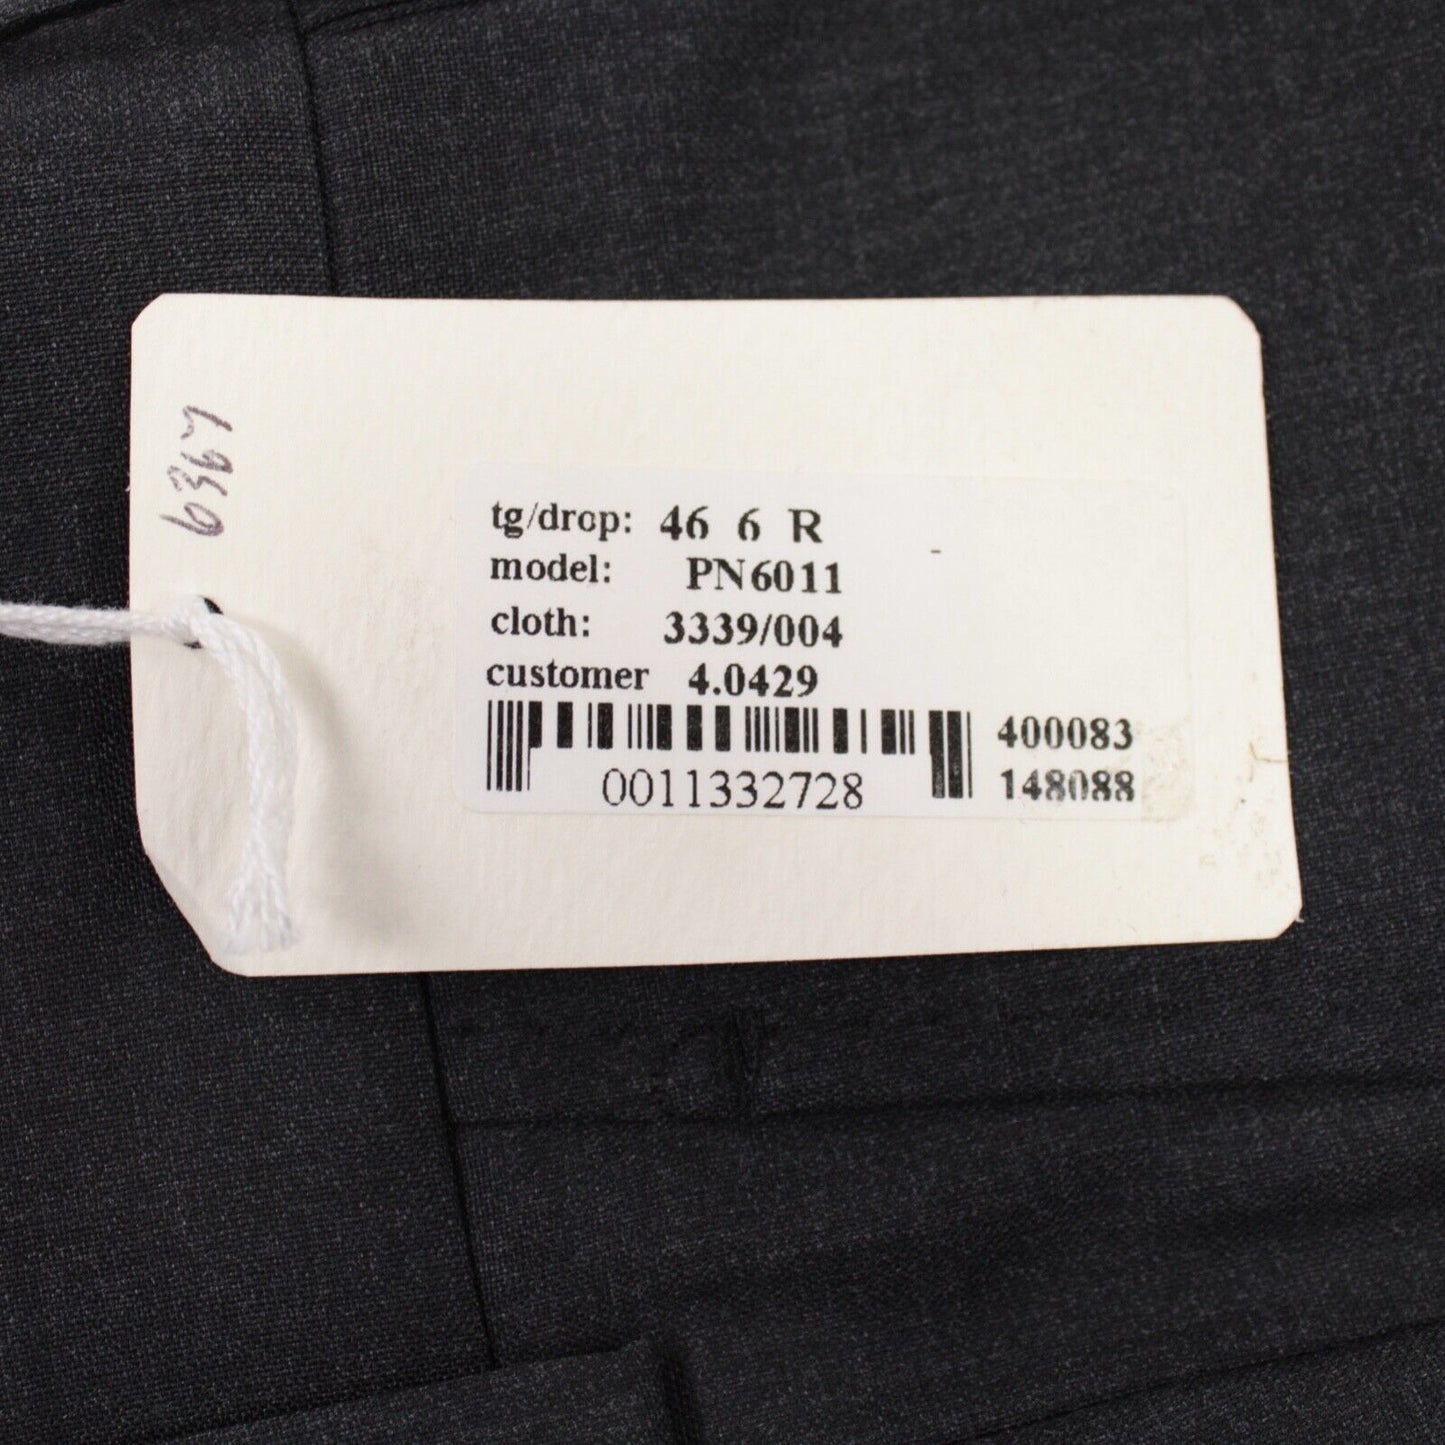 6367
tg/drop: 46 6 R
model: PN6011
cloth: 3339/004
customer 4.0429
400083
0011332728 148088